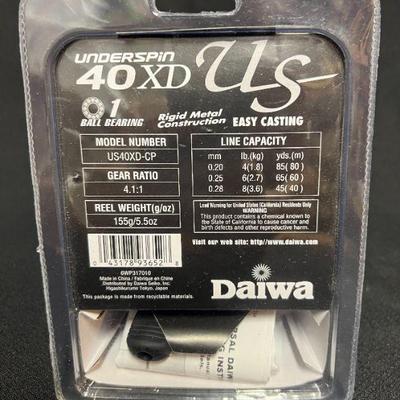 UNDERSPIN
40XD US
1
BALL BEARING
Rigid Metal
Construction EASY CASTING
MODEL NUMBER
US40XD-CP
GEAR RATIO
4.1:1
REEL WEIGHT(g/oz)
155g/5.5oz
LINE CAPACITY
mm lb.(kg) yds.(m)
0.20 4(1.8) 85(80)
0.25 6(2.7) 65(60)
0.28 8(3.6) 45(40)
Lead Warning for United States (California) Residents Only
WARNING
This product contains a chemical known to
the State of California to cause cancer and birth
defects and other reproductive harm.
Visit our web site: http://www.daiwa.com
0 43178 93652 8
6WP317010
Made in China / Fabrique en Chine
Distributed by Daiwa Seiko, Inc.
Higashikurume Tokyo, Japan
This package is made from recyclable materials.
Daiwa